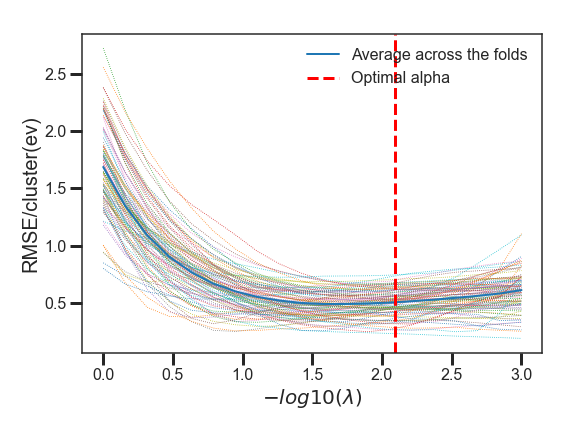 Average across the folds
Optimal alpha
RMSE/cluster(ev)
2.5
2.0
1.5
1.0
0.5
0.0 0.5 1.0 1.5 2.0 2.5 3.0
−log10(λ)